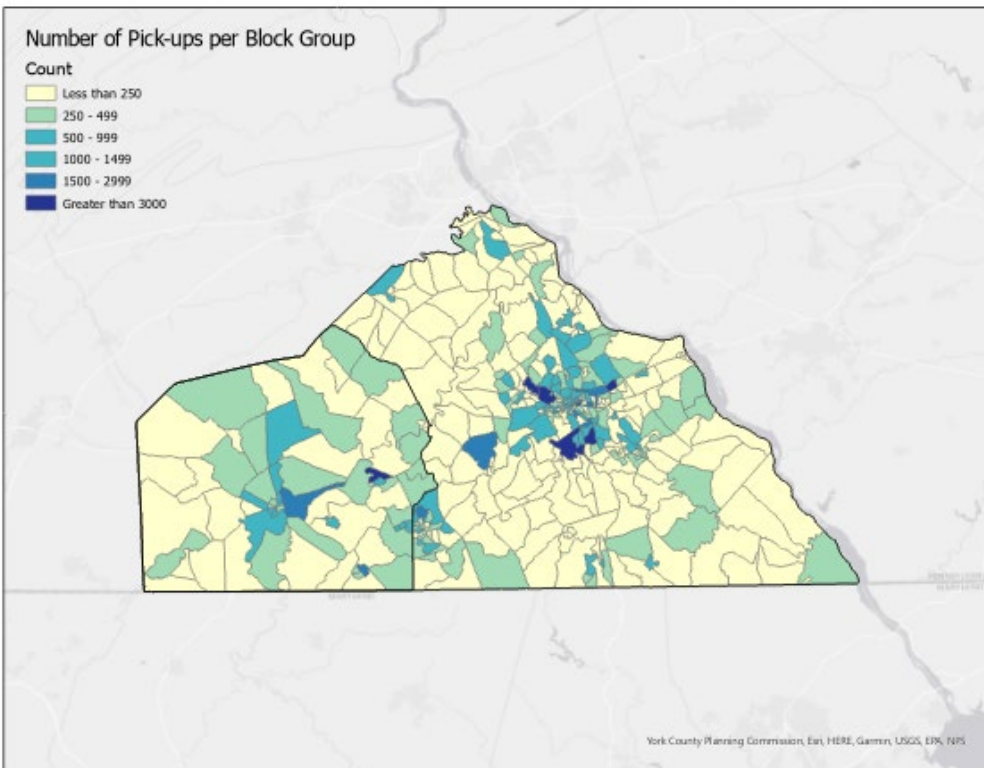 Number of Pick-ups per Block Group
Count
Less than 250
250 - 499
500 - 999
1000 - 1499
1500 - 2999
Greater than 3000
MARYLAND
York County Planning Commission, Esri, HERE, Garmin, USGS, EPA, NPS